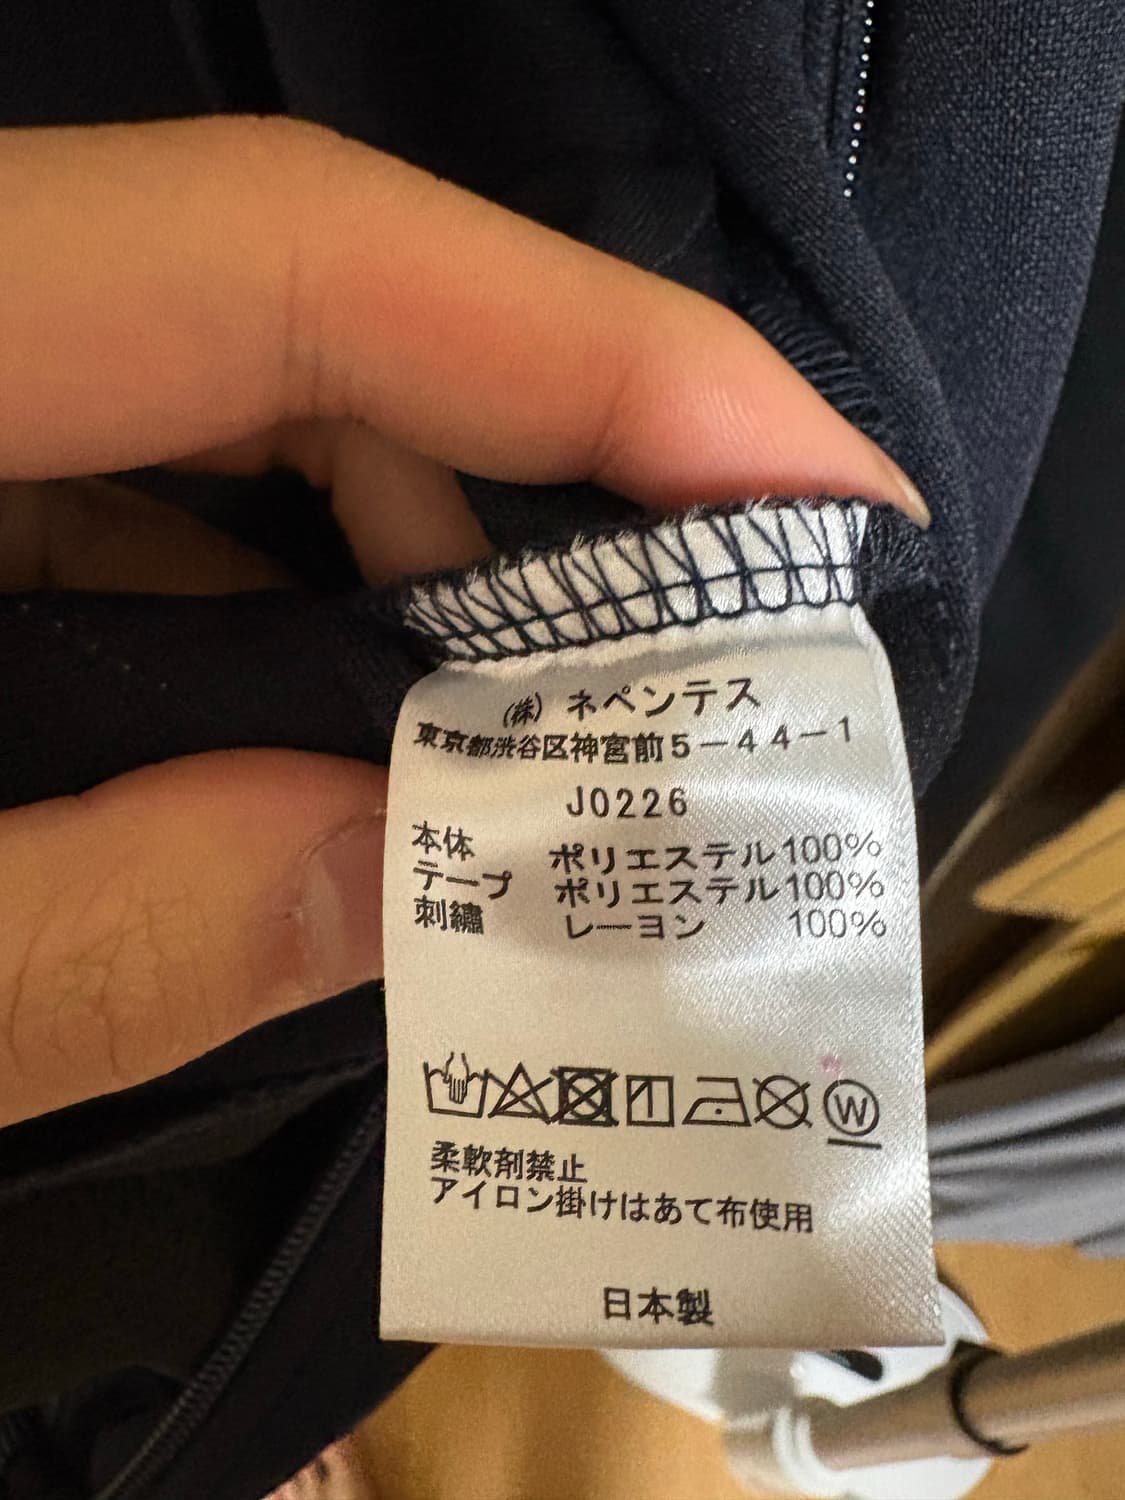 (株) ネペンテス
東京都渋谷区神宮前5-44-1
J0226
本体 ポリエステル100%
テープ ポリエステル100%
刺繡 レーヨン 100%
W
柔軟剤禁止
アイロン掛けはあて布使用
日本製